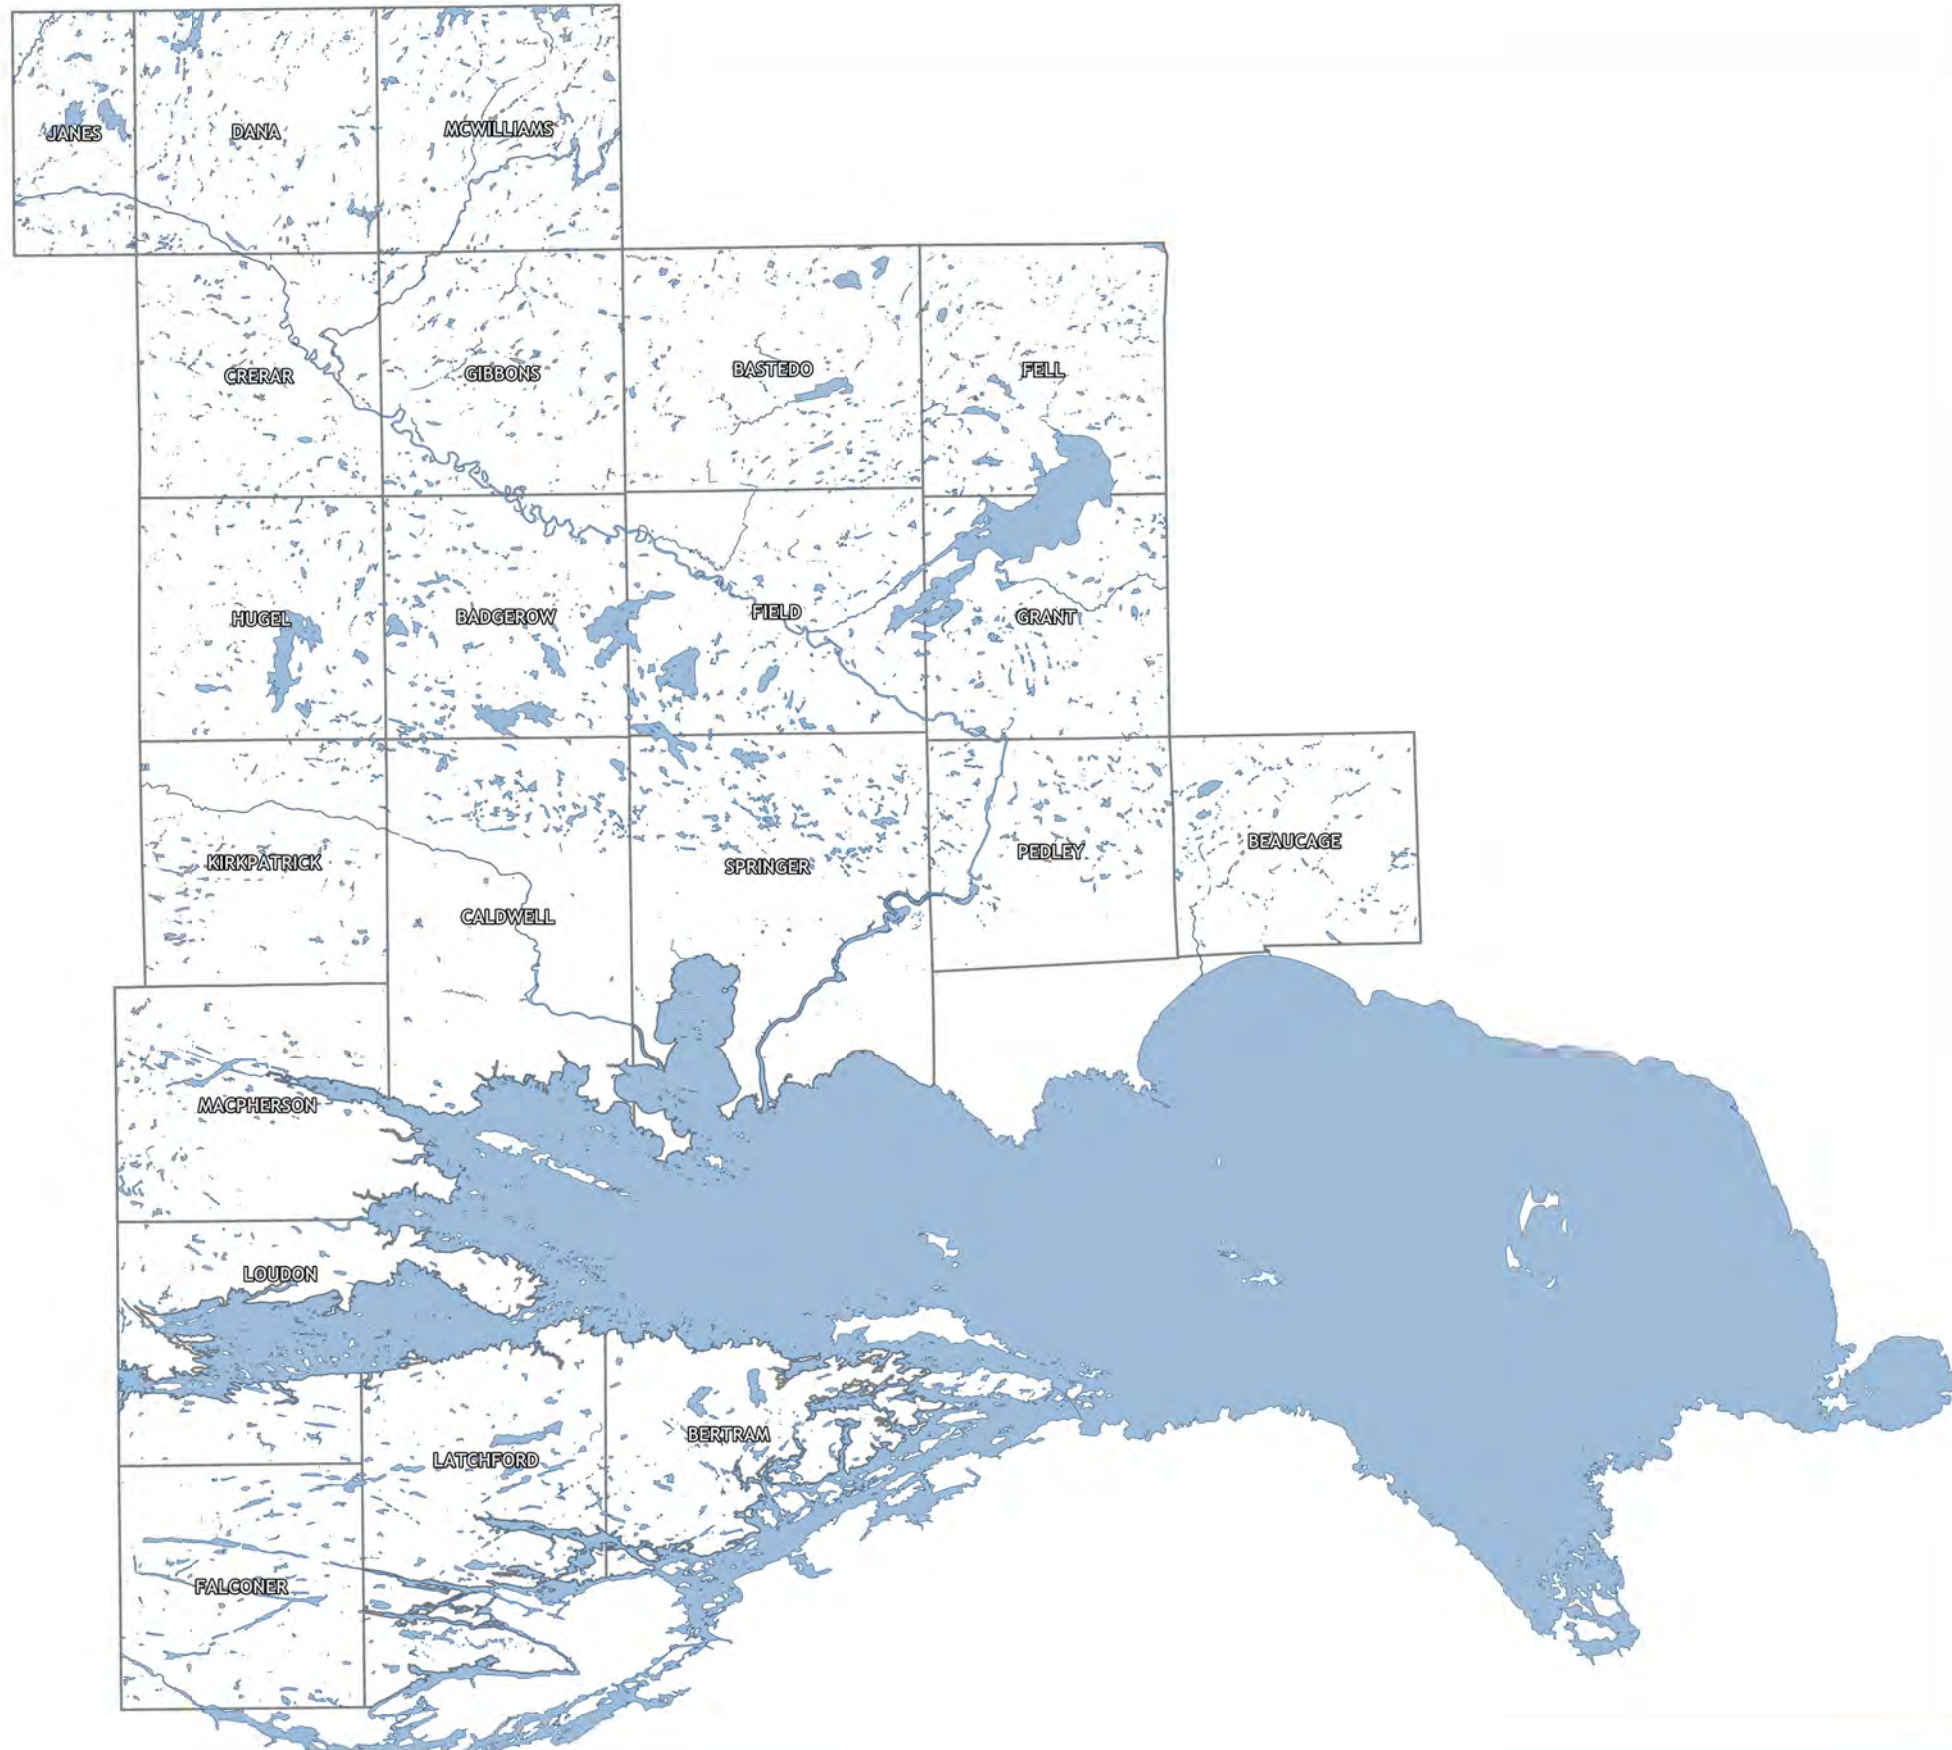 JANES
DANA
MCWILLIAMS
CRERAR
GIBBONS
BASTEDO
FELL
HUGEL
BADGEROW
FIELD
GRANT
KIRKPATRICK
CALDWELL
SPRINGER
PEDLEY
BEAUCAGE
MACPHERSON
LOUDON
LATCHFORD
BERTRAM
FALCONER